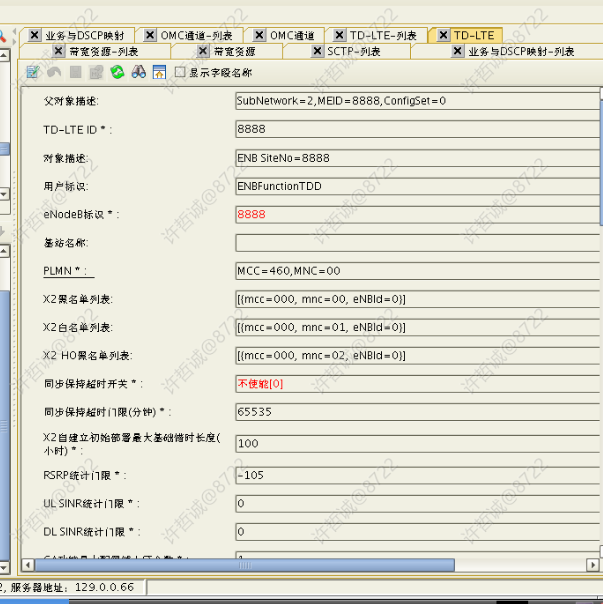 业务与DSCP映射 OMC通道-列表 OMC通道 TD-LTE-列表 TD-LTE
带宽资源-列表 带宽资源 SCTP-列表 业务与DSCP映射-列表
显示字段名称
父对象描述: SubNetwork=2,MEID=8888,ConfigSet=0
TD-LTE ID * : 8888
对象描述: ENB SiteNo=8888
用户标识: ENBFunctionTDD
eNodeB标识 * : 8888
基站名称:
PLMN * : MCC=460,MNC=00
X2黑名单列表: [{mcc=000, mnc=00, eNBId=0}]
X2白名单列表: [{mcc=000, mnc=01, eNBId=0}]
X2 HO黑名单列表: [{mcc=000, mnc=02, eNBId=0}]
同步保持超时开关 * : 不使能[0]
同步保持超时门限(分钟) * : 65535
X2自建立初始部署最大基础错时长度(
小时) * : 100
RSRP统计门限 * : -105
UL SINR统计门限 * : 0
DL SINR统计门限 * : 0
2, 服务器地址: 129.0.0.66
许哲诚@8722